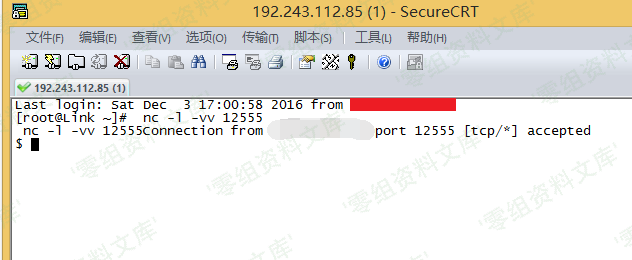 192.243.112.85 (1) - SecureCRT
文件(F) 编辑(E) 查看(V) 选项(O) 传输(T) 脚本(S) 工具(L) 帮助(H)
192.243.112.85 (1)
Last login: Sat Dec  3 17:00:58 2016 from
[root@Link ~]#  nc -l -vv 12555
 nc -l -vv 12555Connection from port 12555 [tcp/*] accepted
$
'零组资料文库'
'零组资料文库'
'零组资料文库'
'零组资料文库'
'零组资料文库'
'零组资料文库'